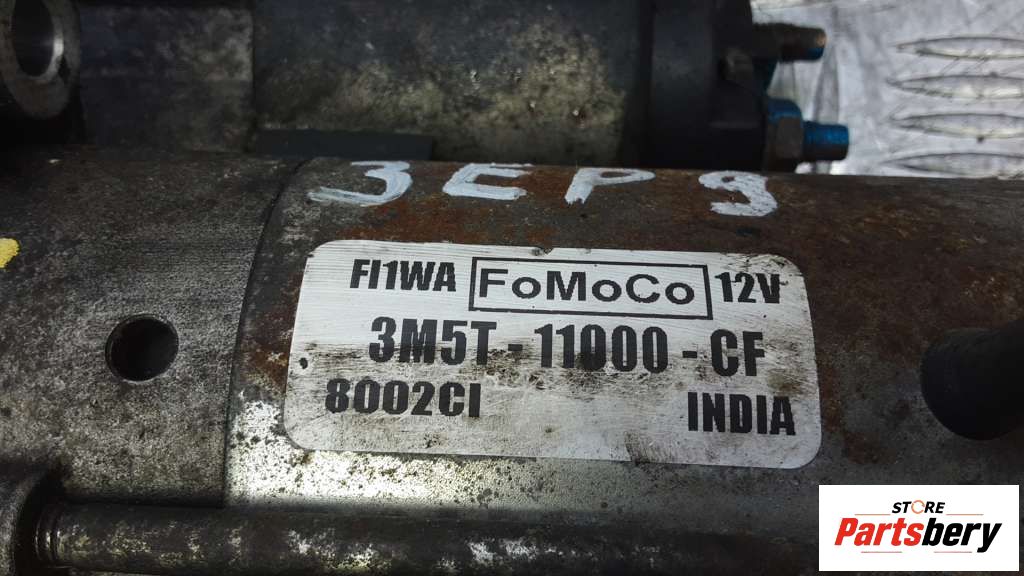 3EP9
FI1WA FoMoCo 12V
3M5T - 11000 - CF
8002CI INDIA
STORE
Partsbery